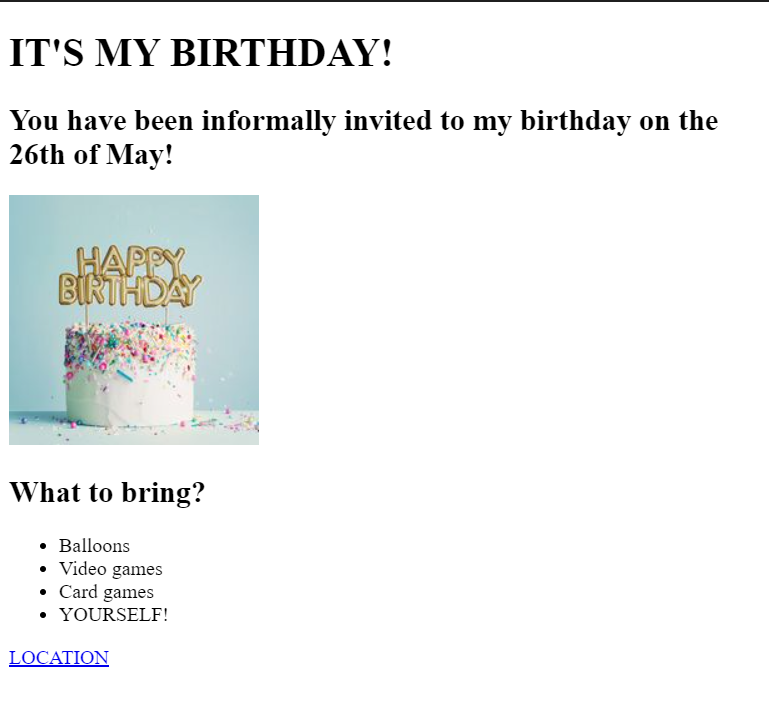 IT'S MY BIRTHDAY!
You have been informally invited to my birthday on the
26th of May!
HAPPY
BIRTHDAY
What to bring?
Balloons
Video games
Card games
YOURSELF!
LOCATION